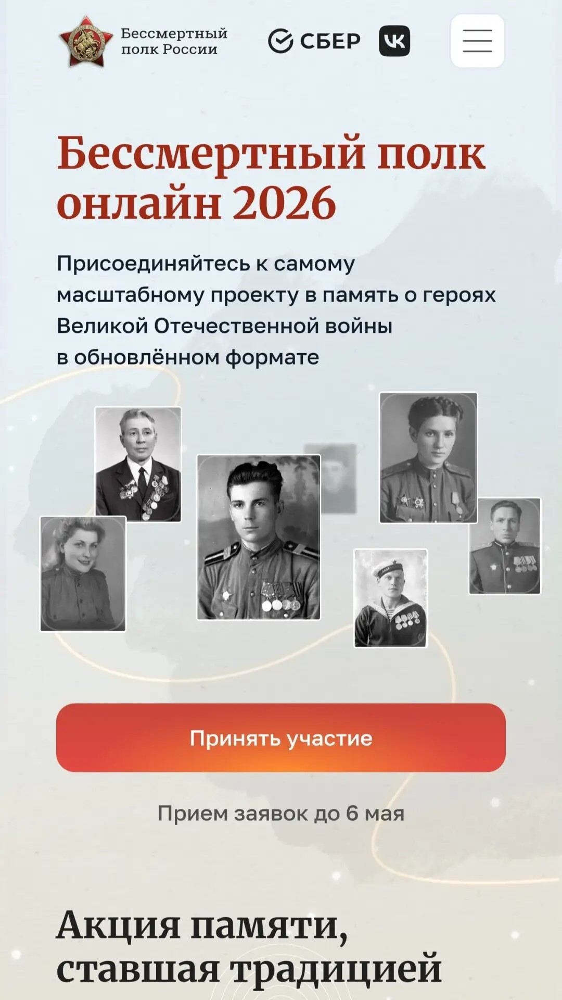 Бессмертный
полк России
СБЕР
VK
Бессмертный полк
онлайн 2026
Присоединяйтесь к самому
масштабному проекту в память о героях
Великой Отечественной войны
в обновлённом формате
Принять участие
Прием заявок до 6 мая
Акция памяти,
ставшая традицией